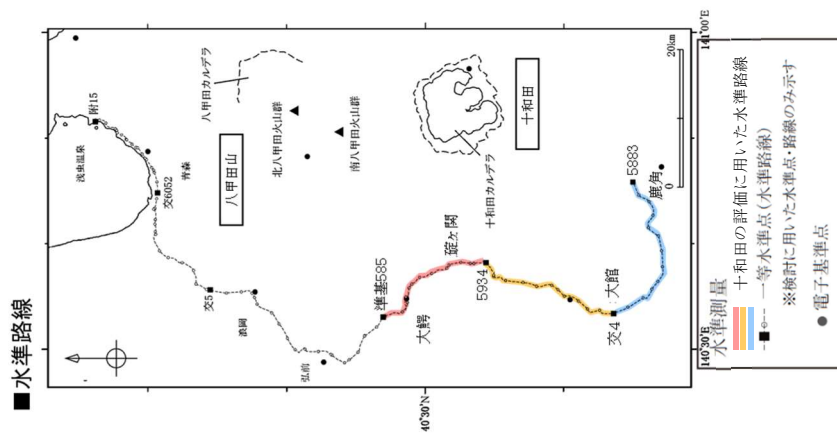 ■水準路線
141°00'E
140°30'E
40°30'N
浅虫温泉
附15
青森
交6052
交5
浪岡
弘前
八甲田カルデラ
八甲田山
北八甲田火山群
南八甲田火山群
準基585
大鰐
碇ヶ関
5934
十和田カルデラ
十和田
交4
大館
5883
鹿角
0
20km
水準測量
十和田の評価に用いた水準路線
一等水準点(水準路線)
※検討に用いた水準点・路線のみ示す
電子基準点